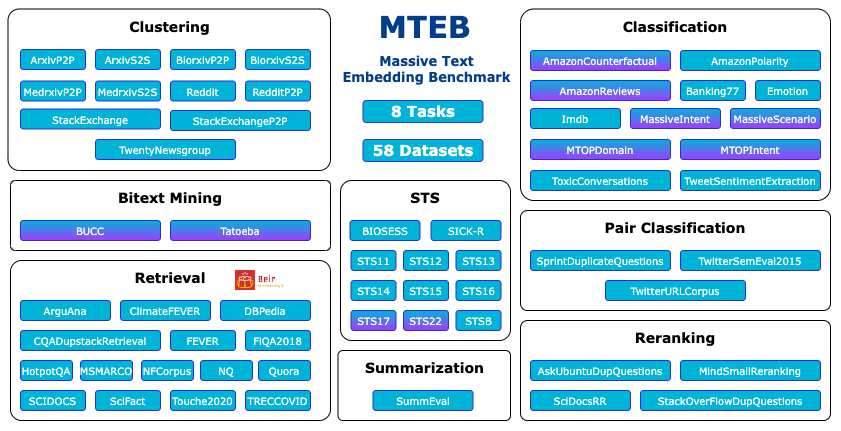 MTEB
Massive Text
Embedding Benchmark
8 Tasks
58 Datasets
Clustering
ArxivP2P ArxivS2S BiorxivP2P BiorxivS2S
MedrxivP2P MedrxivS2S Reddit RedditP2P
StackExchange StackExchangeP2P
TwentyNewsgroup
Bitext Mining
BUCC Tatoeba
Retrieval Beir
ArguAna ClimateFEVER DBPedia
CQADupstackRetrieval FEVER FiQA2018
HotpotQA MSMARCO NFCorpus NQ Quora
SCIDOCS SciFact Touche2020 TRECCOVID
STS
BIOSESS SICK-R
STS11 STS12 STS13
STS14 STS15 STS16
STS17 STS22 STSB
Summarization
SummEval
Classification
AmazonCounterfactual AmazonPolarity
AmazonReviews Banking77 Emotion
Imdb MassiveIntent MassiveScenario
MTOPDomain MTOPIntent
ToxicConversations TweetSentimentExtraction
Pair Classification
SprintDuplicateQuestions TwitterSemEval2015
TwitterURLCorpus
Reranking
AskUbuntuDupQuestions MindSmallReranking
SciDocsRR StackOverFlowDupQuestions